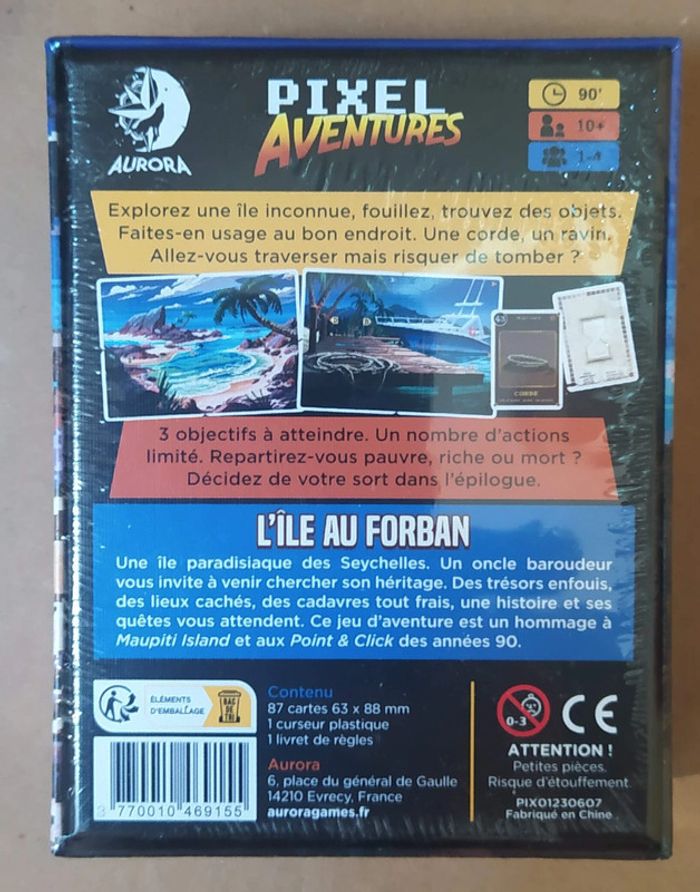 AURORA
PIXEL
AVENTURES
90'
10+
1-4
Explorez une île inconnue, fouillez, trouvez des objets.
Faites-en usage au bon endroit. Une corde, un ravin.
Allez-vous traverser mais risquer de tomber ?
43
CORDE
3 objectifs à atteindre. Un nombre d'actions
limité. Repartirez-vous pauvre, riche ou mort ?
Décidez de votre sort dans l'épilogue.
L'ÎLE AU FORBAN
Une île paradisiaque des Seychelles. Un oncle baroudeur
vous invite à venir chercher son héritage. Des trésors enfouis,
des lieux cachés, des cadavres tout frais, une histoire et ses
quêtes vous attendent. Ce jeu d'aventure est un hommage à
Maupiti Island et aux Point & Click des années 90.
ÉLÉMENTS
D'EMBALLAGE
BAC
DE
TRI
3 770010 469155
Contenu
87 cartes 63 x 88 mm
1 curseur plastique
1 livret de règles
Aurora
6, place du général de Gaulle
14210 Evrecy, France
auroragames.fr
0-3
CE
ATTENTION !
Petites pièces.
Risque d'étouffement
PIX01230607
Fabriqué en Chine